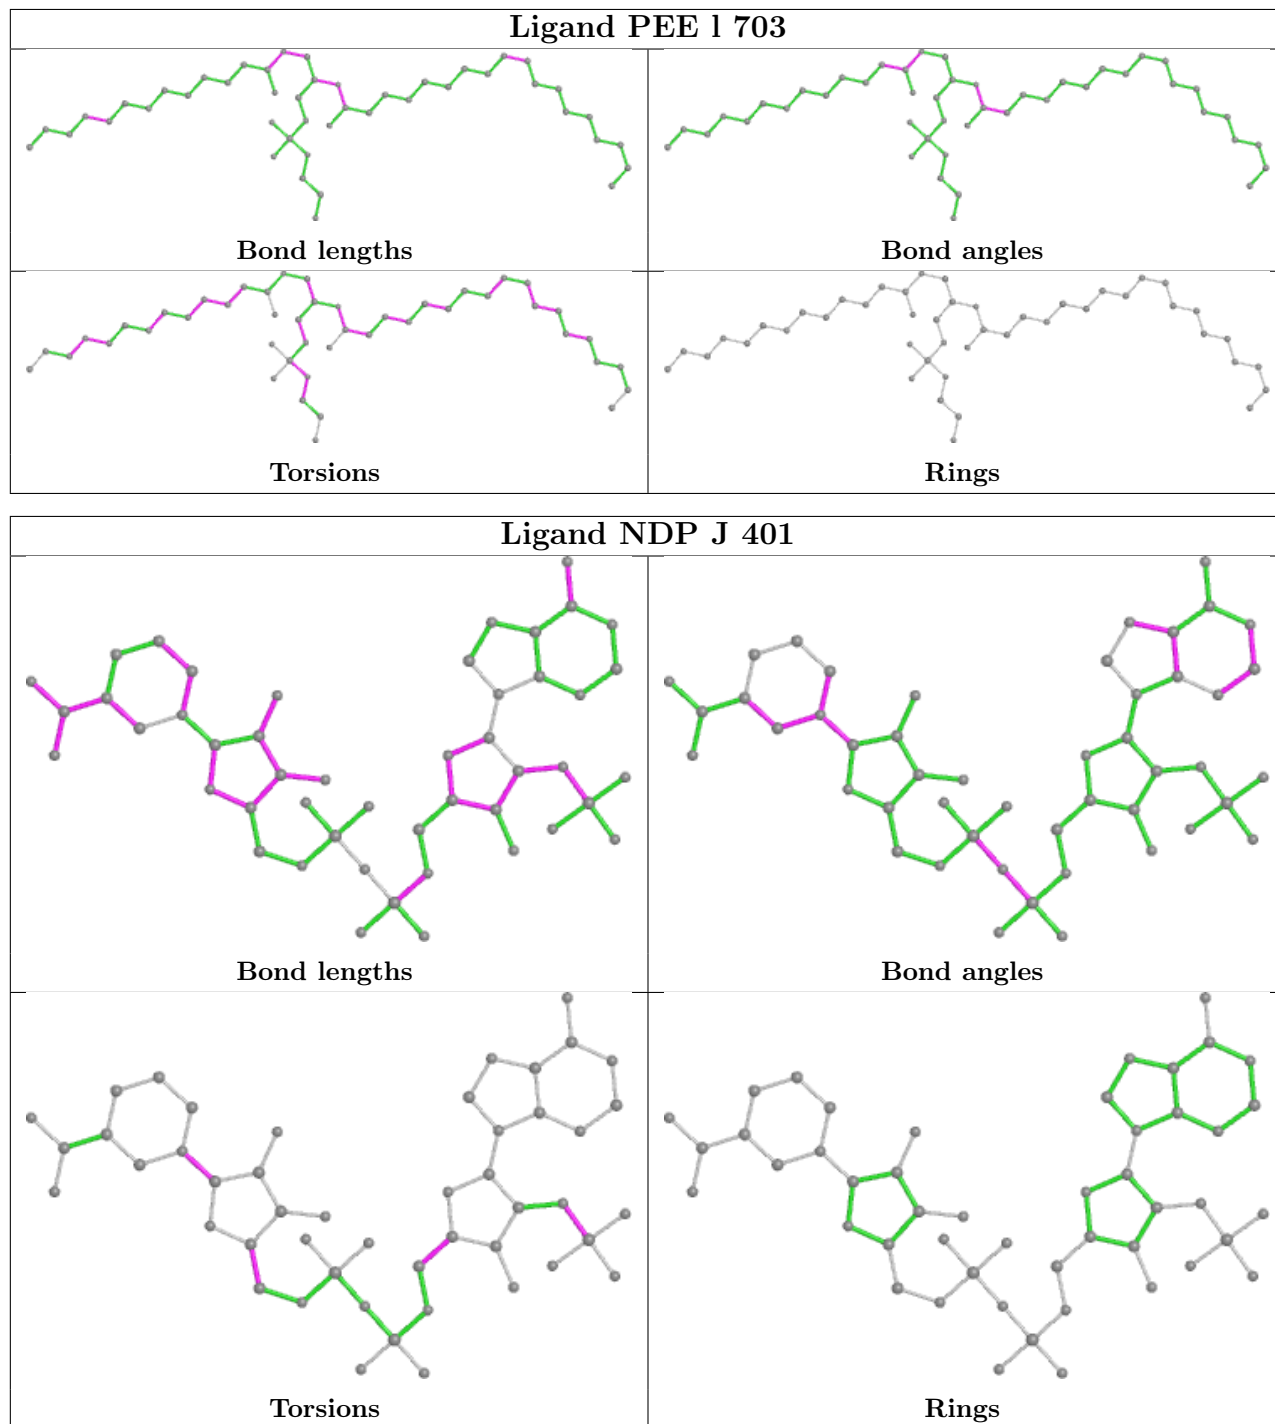 Ligand PEE l 703
Bond lengths
Bond angles
Torsions
Rings
Ligand NDP J 401
Bond lengths
Bond angles
Torsions
Rings